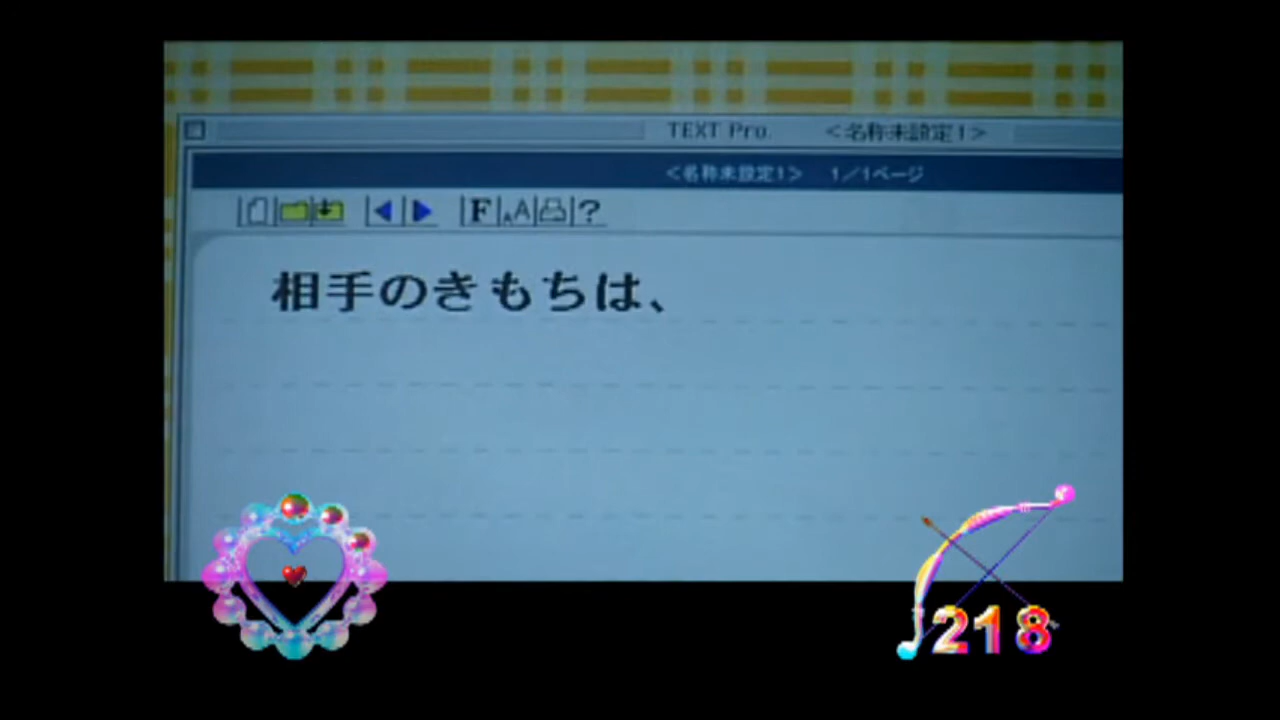 TEXT Pro. <名称未設定1>
<名称未設定1> 1/1ページ
F AA ?
相手のきもちは、
218